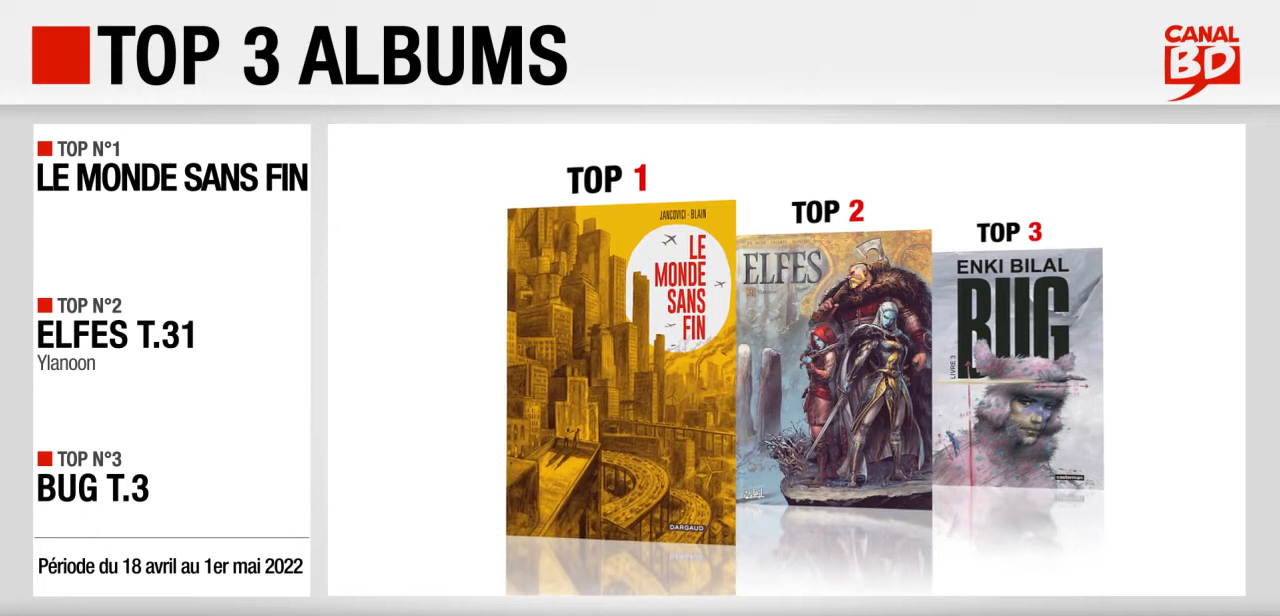 TOP 3 ALBUMS
CANAL
BD
TOP N°1
LE MONDE SANS FIN
TOP N°2
ELFES T.31
Ylanoon
TOP N°3
BUG T.3
Période du 18 avril au 1er mai 2022
TOP 1
JANCOVICI - BLAIN
LE
MONDE
SANS
FIN
DARGAUD
TOP 2
ELFES
TOP 3
ENKI BILAL
BUG
LIVRE 3
casterman